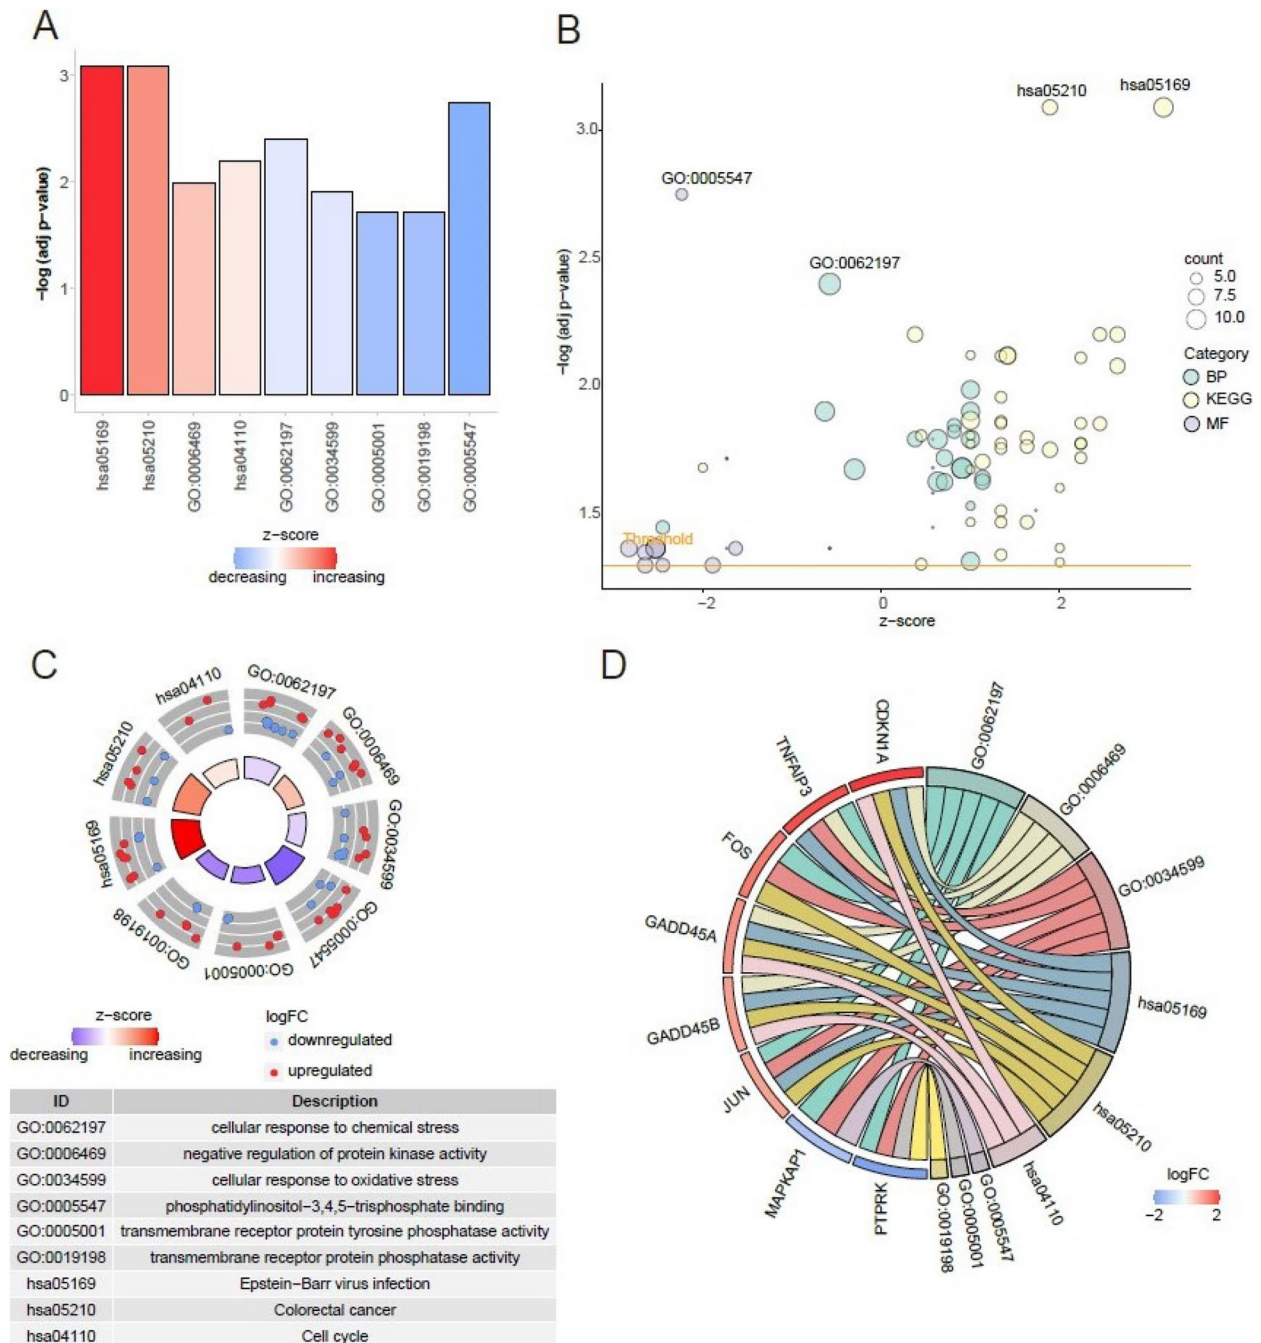 A
3
2
1
0
−log (adj p−value)
hsa05169
hsa05210
GO:0006469
hsa04110
GO:0062197
GO:0034599
GO:0005001
GO:0019198
GO:0005547
z−score
decreasing increasing
B
hsa05210
hsa05169
GO:0005547
GO:0062197
3.0
2.5
2.0
1.5
−log (adj p−value)
Threshold
−2 0 2
z−score
count
5.0
7.5
10.0
Category
BP
KEGG
MF
C
hsa04110
GO:0062197
GO:0006469
GO:0034599
GO:0005547
GO:0005001
GO:0019198
hsa05169
hsa05210
z−score
decreasing increasing
logFC
downregulated
upregulated
ID Description
GO:0062197 cellular response to chemical stress
GO:0006469 negative regulation of protein kinase activity
GO:0034599 cellular response to oxidative stress
GO:0005547 phosphatidylinositol−3,4,5−trisphosphate binding
GO:0005001 transmembrane receptor protein tyrosine phosphatase activity
GO:0019198 transmembrane receptor protein phosphatase activity
hsa05169 Epstein−Barr virus infection
hsa05210 Colorectal cancer
hsa04110 Cell cycle
D
CDKN1A
TNFAIP3
FOS
GADD45A
GADD45B
JUN
MAPKAP1
PTPRK
GO:0062197
GO:0006469
GO:0034599
hsa05169
hsa05210
hsa04110
GO:0005547
GO:0005001
GO:0019198
logFC
−2 2